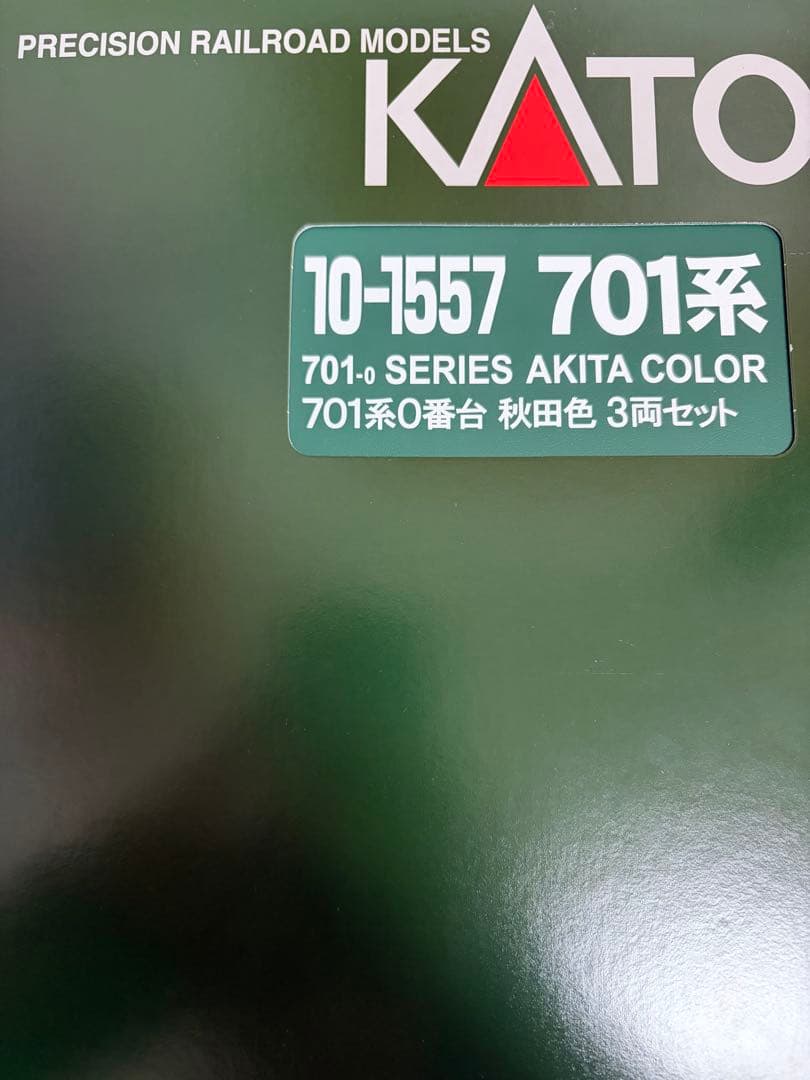 PRECISION RAILROAD MODELS
KATO
10-1557 701系
701-0 SERIES AKITA COLOR
701系0番台 秋田色 3両セット